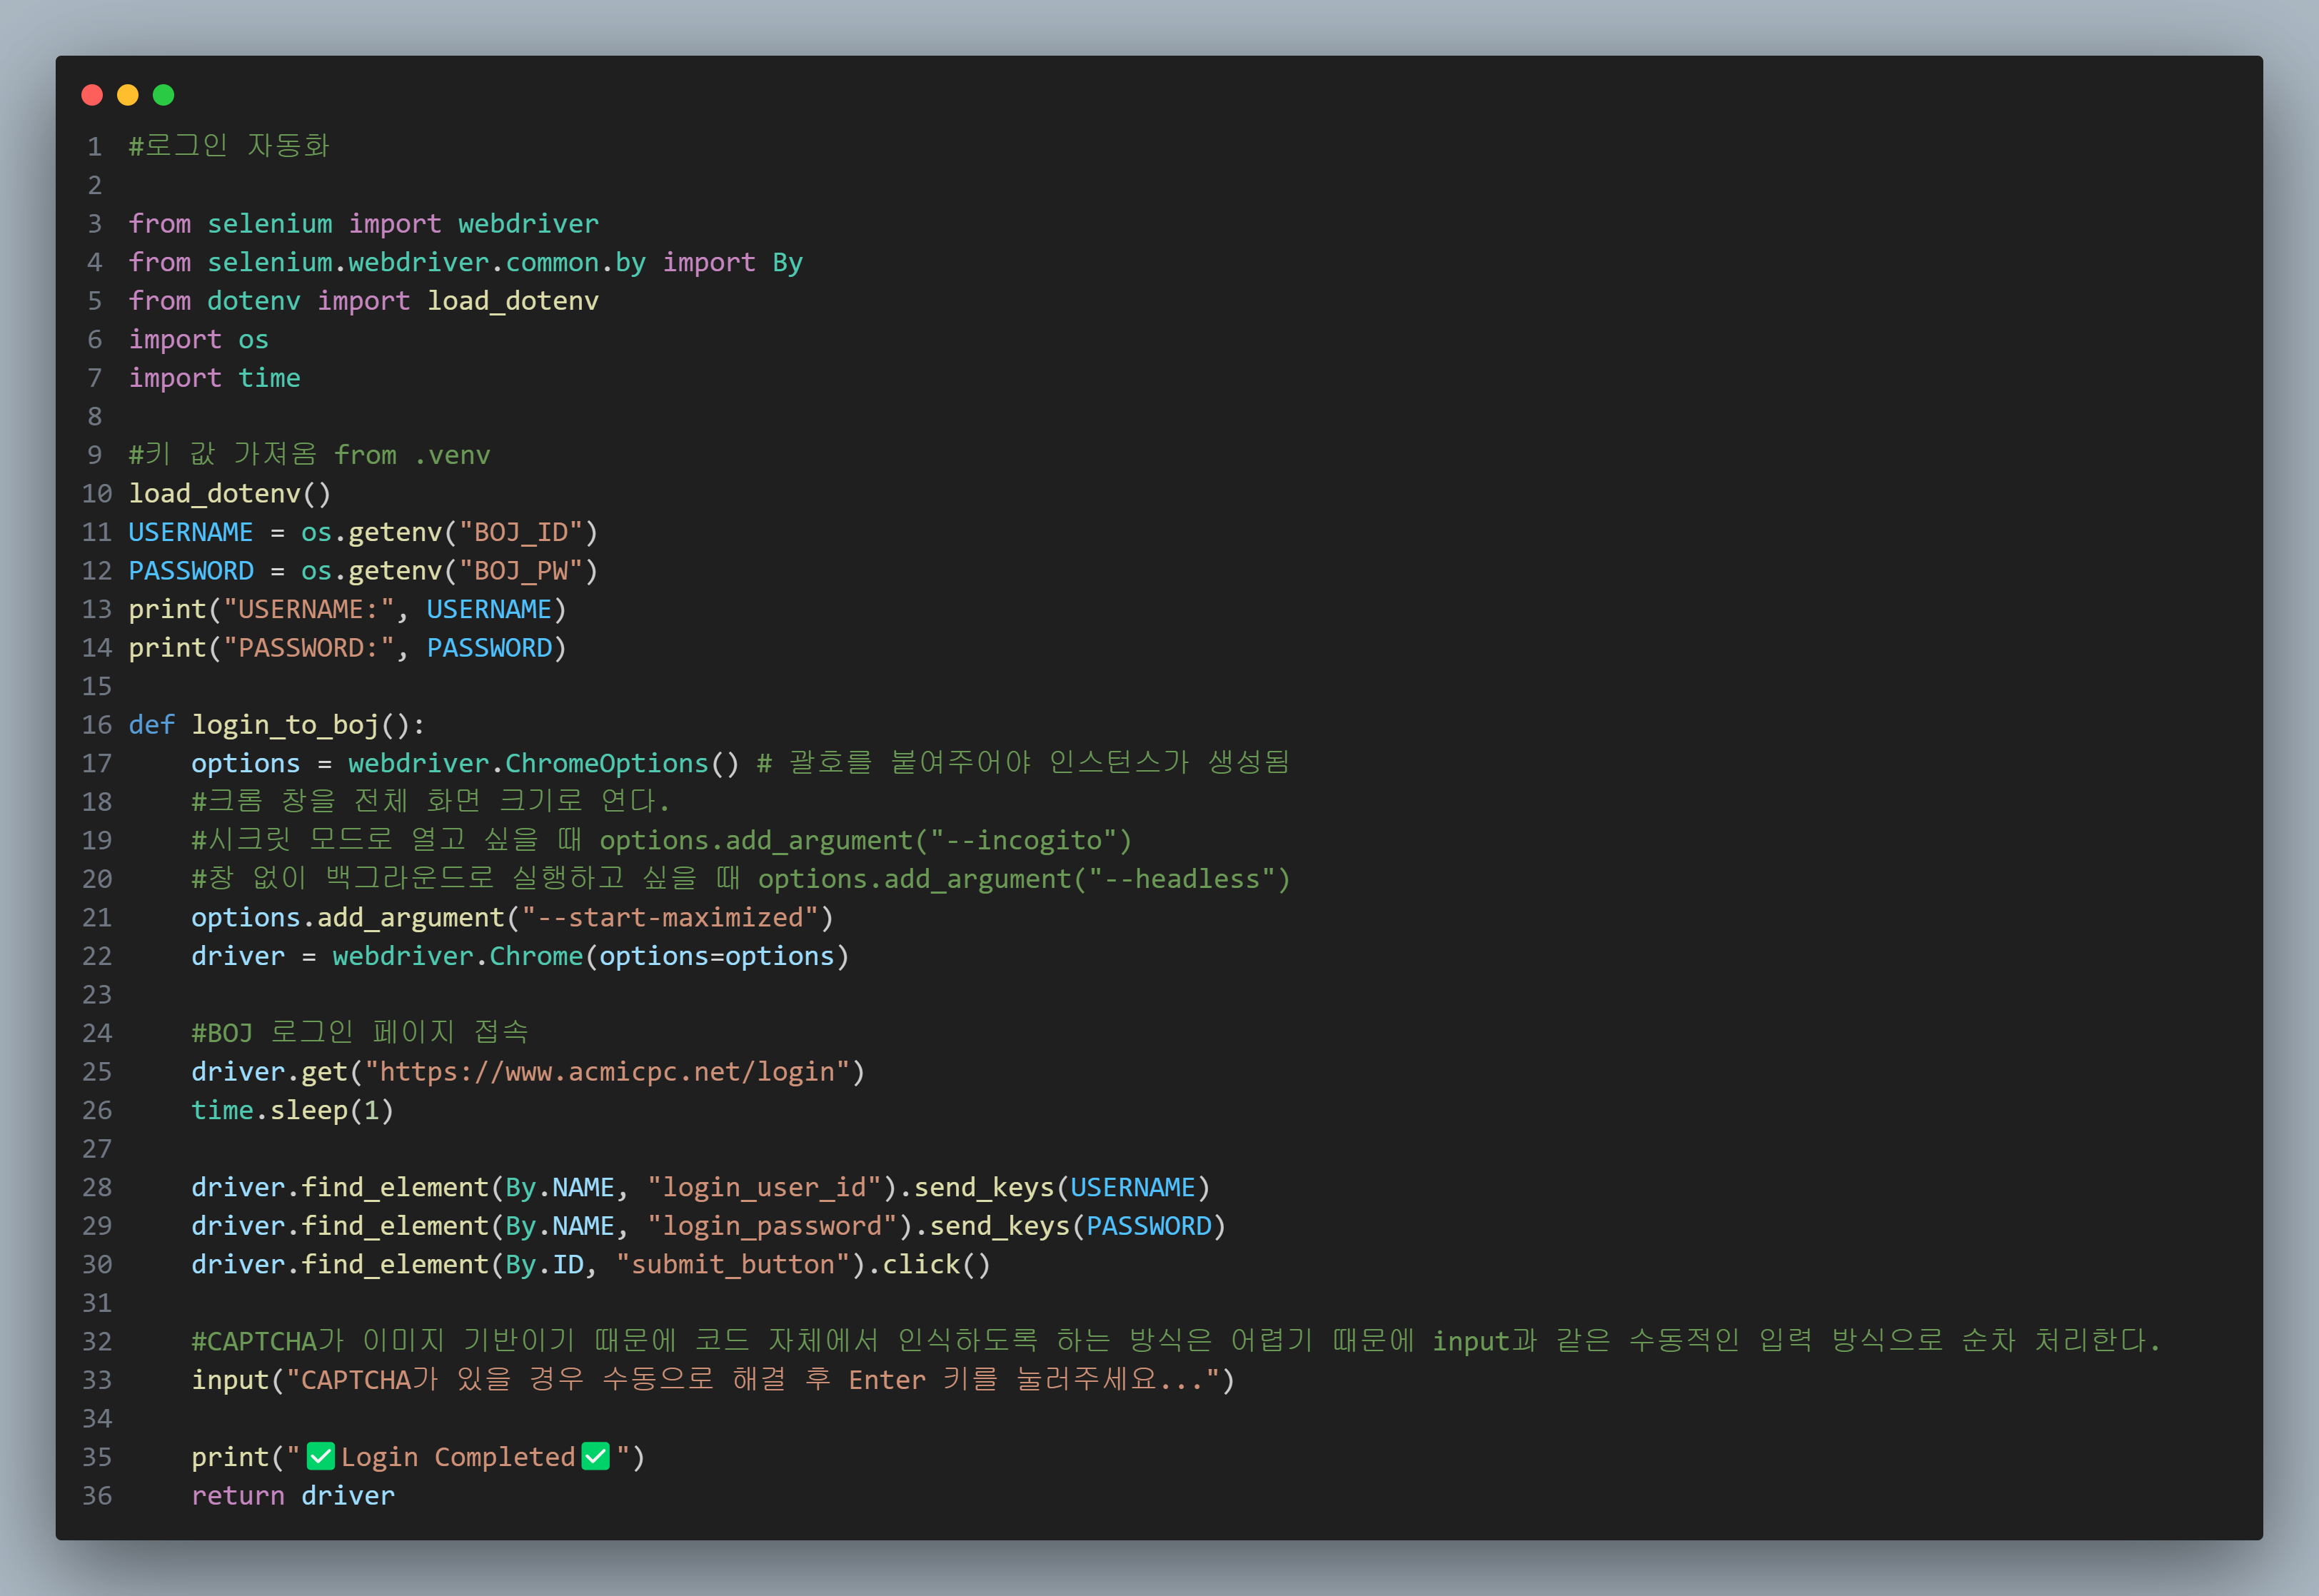 1 #로그인 자동화
2
3 from selenium import webdriver
4 from selenium.webdriver.common.by import By
5 from dotenv import load_dotenv
6 import os
7 import time
8
9 #키 값 가져옴 from .venv
10 load_dotenv()
11 USERNAME = os.getenv("BOJ_ID")
12 PASSWORD = os.getenv("BOJ_PW")
13 print("USERNAME:", USERNAME)
14 print("PASSWORD:", PASSWORD)
15
16 def login_to_boj():
17     options = webdriver.ChromeOptions() # 괄호를 붙여주어야 인스턴스가 생성됨
18     #크롬 창을 전체 화면 크기로 연다.
19     #시크릿 모드로 열고 싶을 때 options.add_argument("--incogito")
20     #창 없이 백그라운드로 실행하고 싶을 때 options.add_argument("--headless")
21     options.add_argument("--start-maximized")
22     driver = webdriver.Chrome(options=options)
23
24     #BOJ 로그인 페이지 접속
25     driver.get("https://www.acmicpc.net/login")
26     time.sleep(1)
27
28     driver.find_element(By.NAME, "login_user_id").send_keys(USERNAME)
29     driver.find_element(By.NAME, "login_password").send_keys(PASSWORD)
30     driver.find_element(By.ID, "submit_button").click()
31
32     #CAPTCHA가 이미지 기반이기 때문에 코드 자체에서 인식하도록 하는 방식은 어렵기 때문에 input과 같은 수동적인 입력 방식으로 순차 처리한다.
33     input("CAPTCHA가 있을 경우 수동으로 해결 후 Enter 키를 눌러주세요...")
34
35     print("✅Login Completed✅")
36     return driver